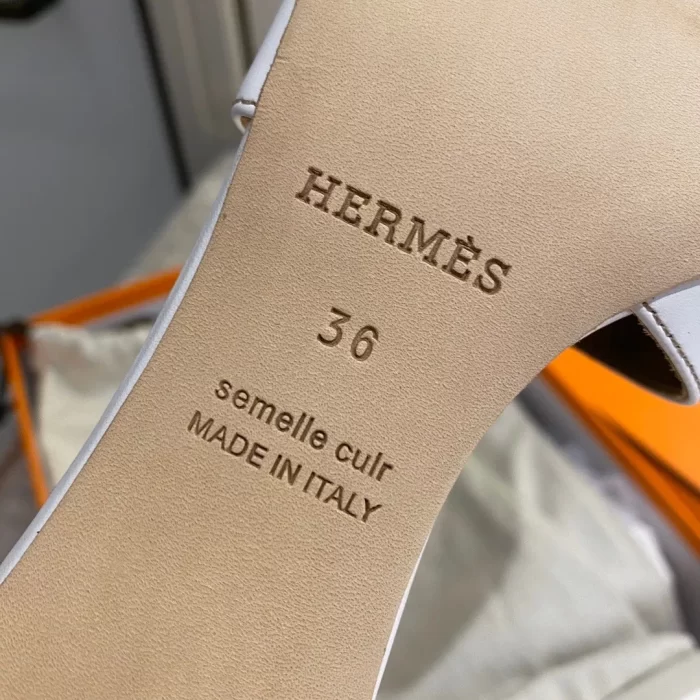 HERMÈS
36
semelle cuir
MADE IN ITALY